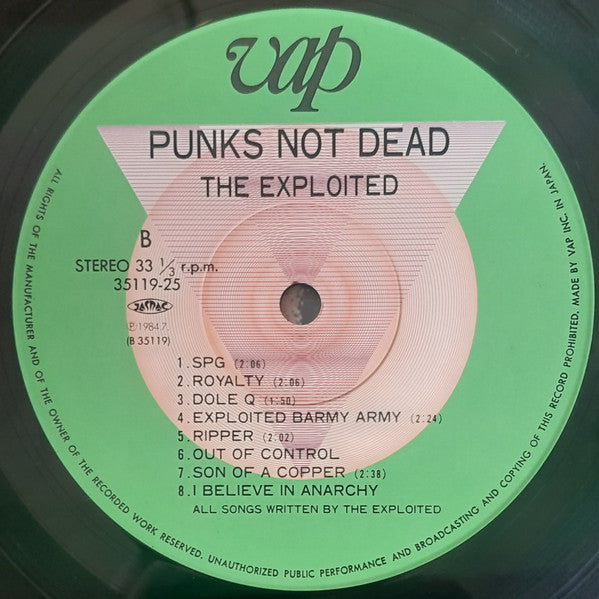 vap
PUNKS NOT DEAD
THE EXPLOITED
B
STEREO 33 1/3 r.p.m.
35119-25
JASRAC
Ⓟ1984.7.
(B 35119)
1.SPG (2:06)
2.ROYALTY (2:06)
3.DOLE Q (1:50)
4.EXPLOITED BARMY ARMY (2:24)
5.RIPPER (2:02)
6.OUT OF CONTROL
7.SON OF A COPPER (2:38)
8.I BELIEVE IN ANARCHY
ALL SONGS WRITTEN BY THE EXPLOITED
ALL RIGHTS OF THE MANUFACTURER AND OF THE OWNER OF THE RECORDED WORK RESERVED. UNAUTHORIZED PUBLIC PERFORMANCE AND BROADCASTING AND COPYING OF THIS RECORD PROHIBITED. MADE BY VAP INC. IN JAPAN.